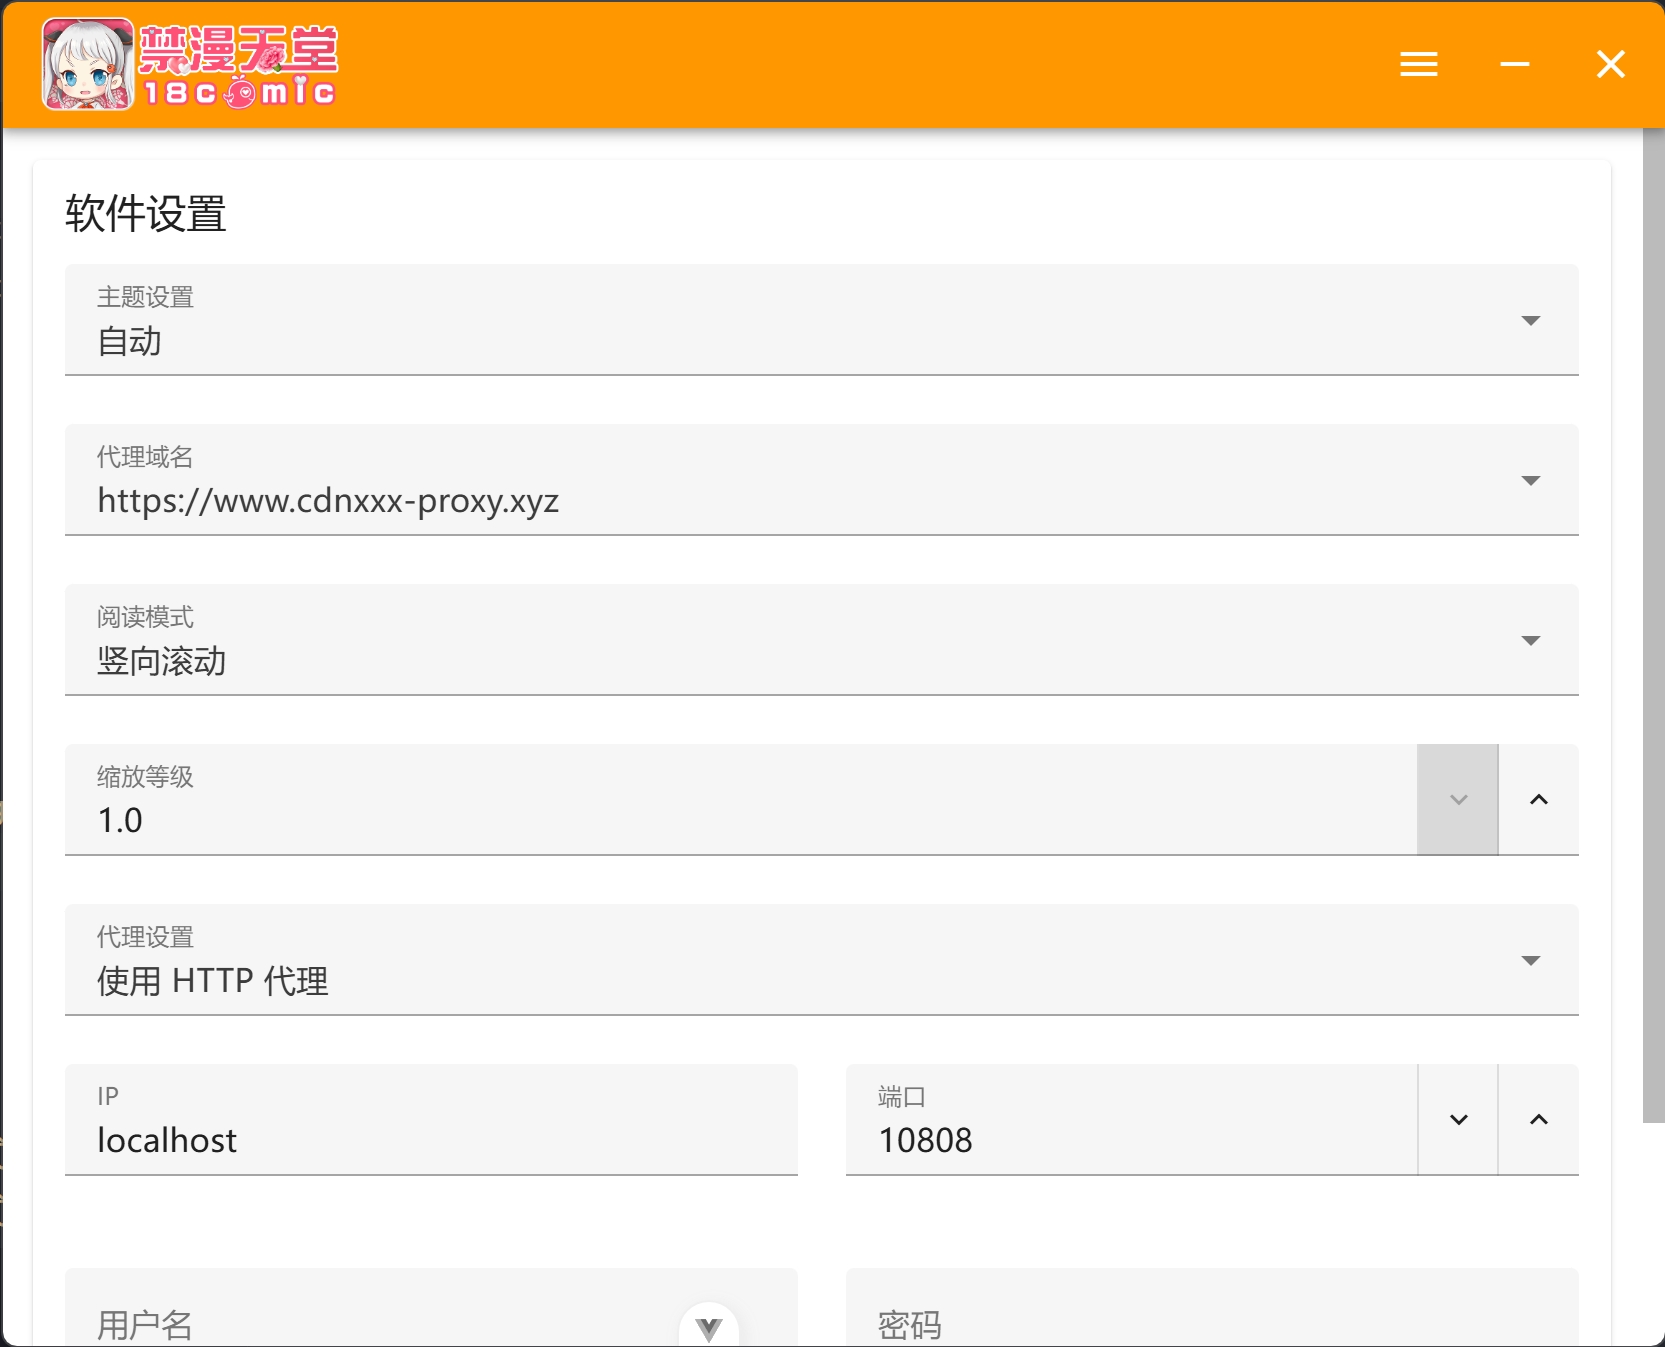 禁漫天堂
18comic
软件设置
主题设置
自动
代理域名
https://www.cdnxxx-proxy.xyz
阅读模式
竖向滚动
缩放等级
1.0
代理设置
使用 HTTP 代理
IP
localhost
端口
10808
用户名
密码